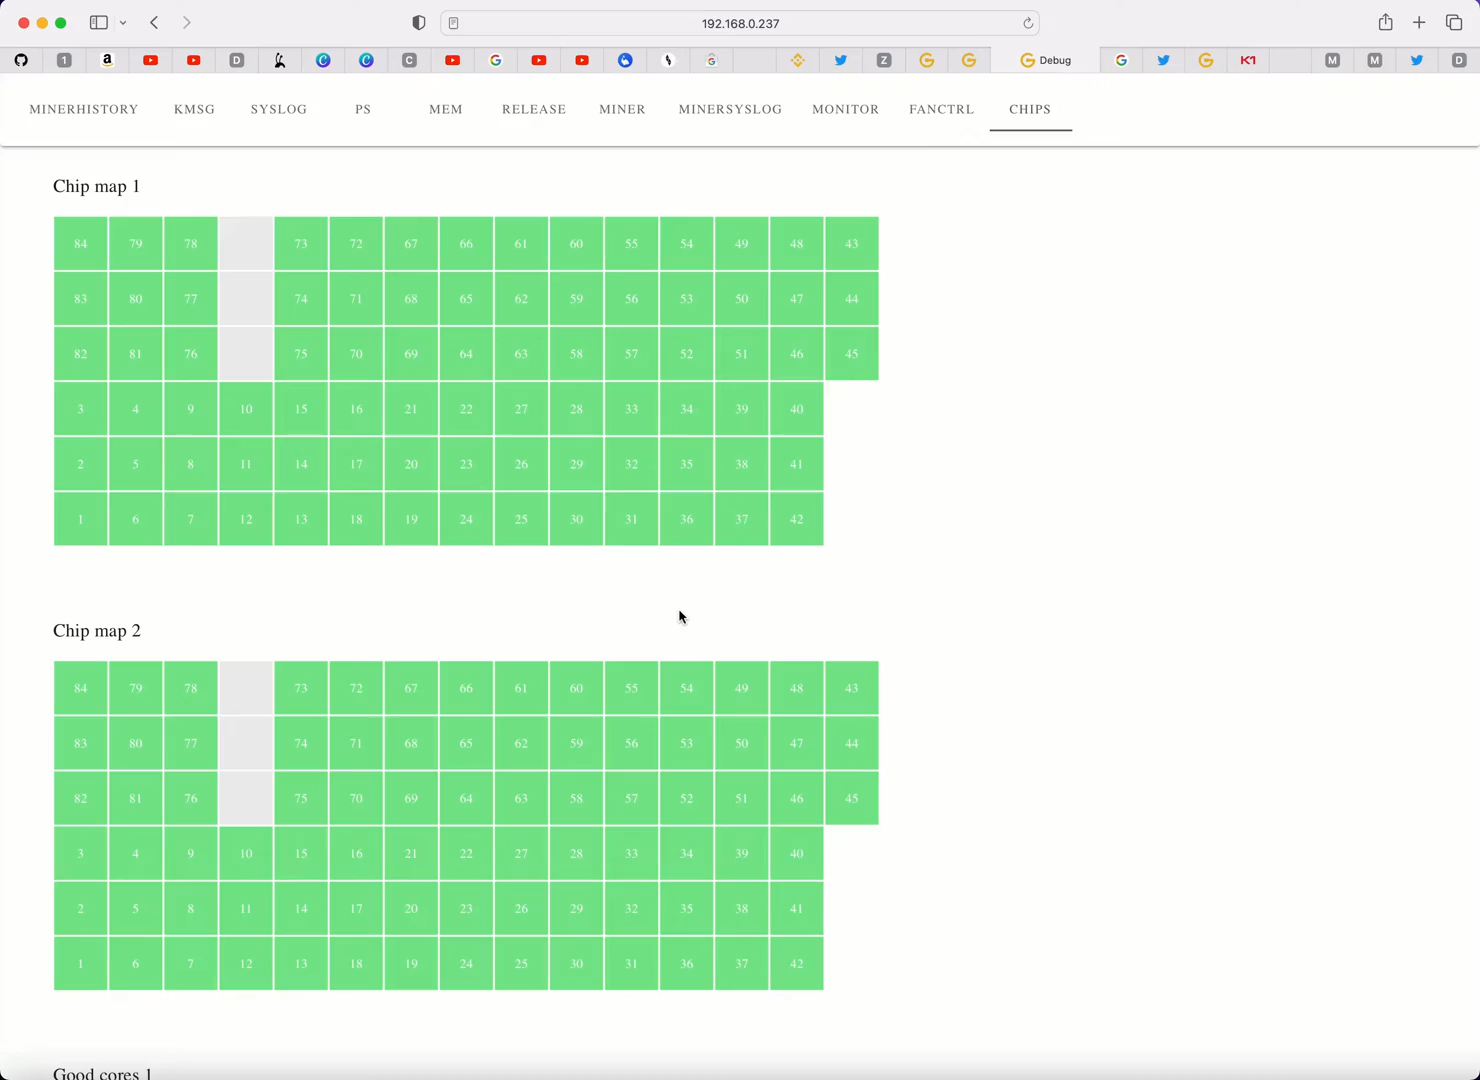 192.168.0.237
1 a D C Z Debug K1 M M D
MINERHISTORY KMSG SYSLOG PS MEM RELEASE MINER MINERSYSLOG MONITOR FANCTRL CHIPS
Chip map 1
84 79 78 73 72 67 66 61 60 55 54 49 48 43
83 80 77 74 71 68 65 62 59 56 53 50 47 44
82 81 76 75 70 69 64 63 58 57 52 51 46 45
3 4 9 10 15 16 21 22 27 28 33 34 39 40
2 5 8 11 14 17 20 23 26 29 32 35 38 41
1 6 7 12 13 18 19 24 25 30 31 36 37 42
Chip map 2
84 79 78 73 72 67 66 61 60 55 54 49 48 43
83 80 77 74 71 68 65 62 59 56 53 50 47 44
82 81 76 75 70 69 64 63 58 57 52 51 46 45
3 4 9 10 15 16 21 22 27 28 33 34 39 40
2 5 8 11 14 17 20 23 26 29 32 35 38 41
1 6 7 12 13 18 19 24 25 30 31 36 37 42
Good cores 1